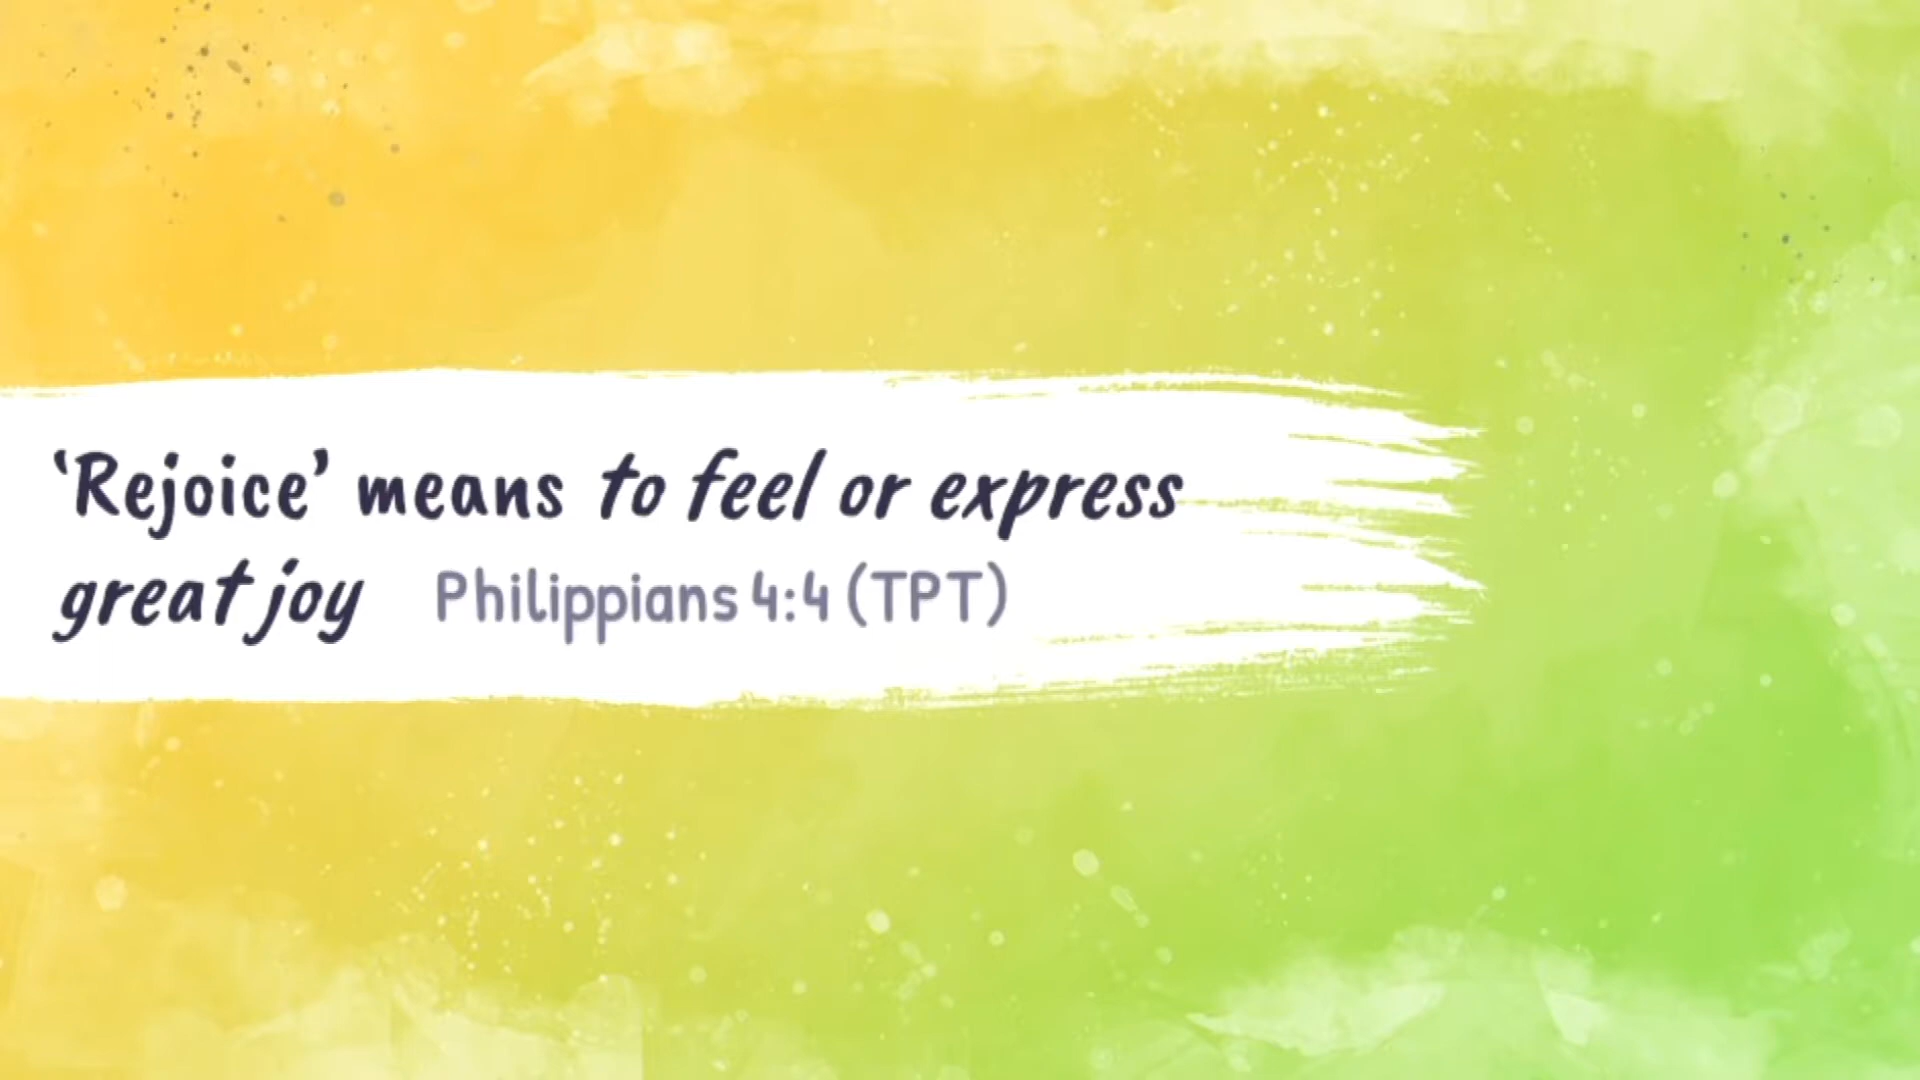 ‘Rejoice’ means to feel or express
great joy Philippians 4:4 (TPT)